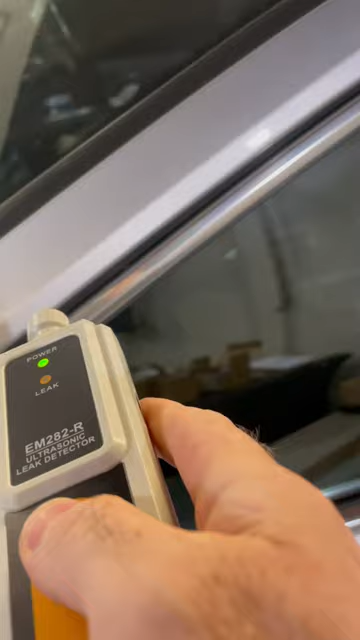 POWER
LEAK
EM282-R
ULTRASONIC
LEAK DETECTOR